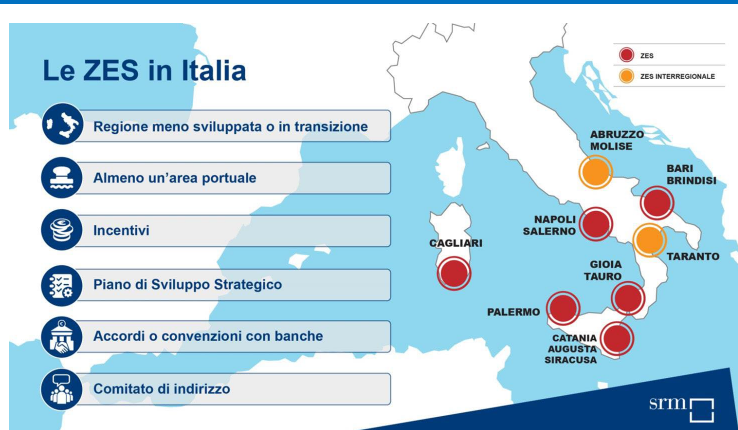 Le ZES in Italia
Regione meno sviluppata o in transizione
Almeno un'area portuale
Incentivi
Piano di Sviluppo Strategico
Accordi o convenzioni con banche
Comitato di indirizzo
ZES
ZES INTERREGIONALE
ABRUZZO
MOLISE
BARI
BRINDISI
NAPOLI
SALERNO
CAGLIARI
TARANTO
GIOIA
TAURO
PALERMO
CATANIA
AUGUSTA
SIRACUSA
srm